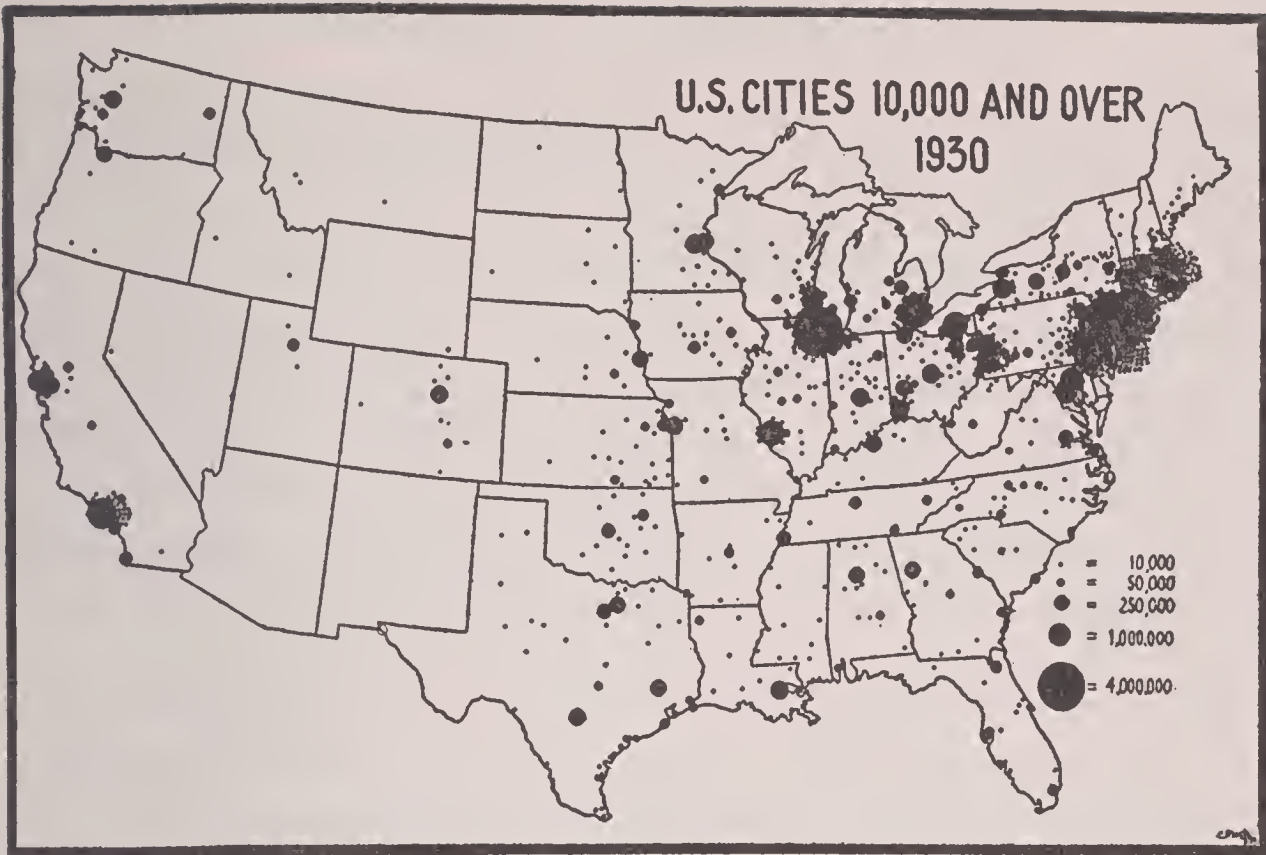 U.S. CITIES 10,000 AND OVER
1930
• = 10,000
• = 50,000
● = 250,000
● = 1,000,000
● = 4,000,000